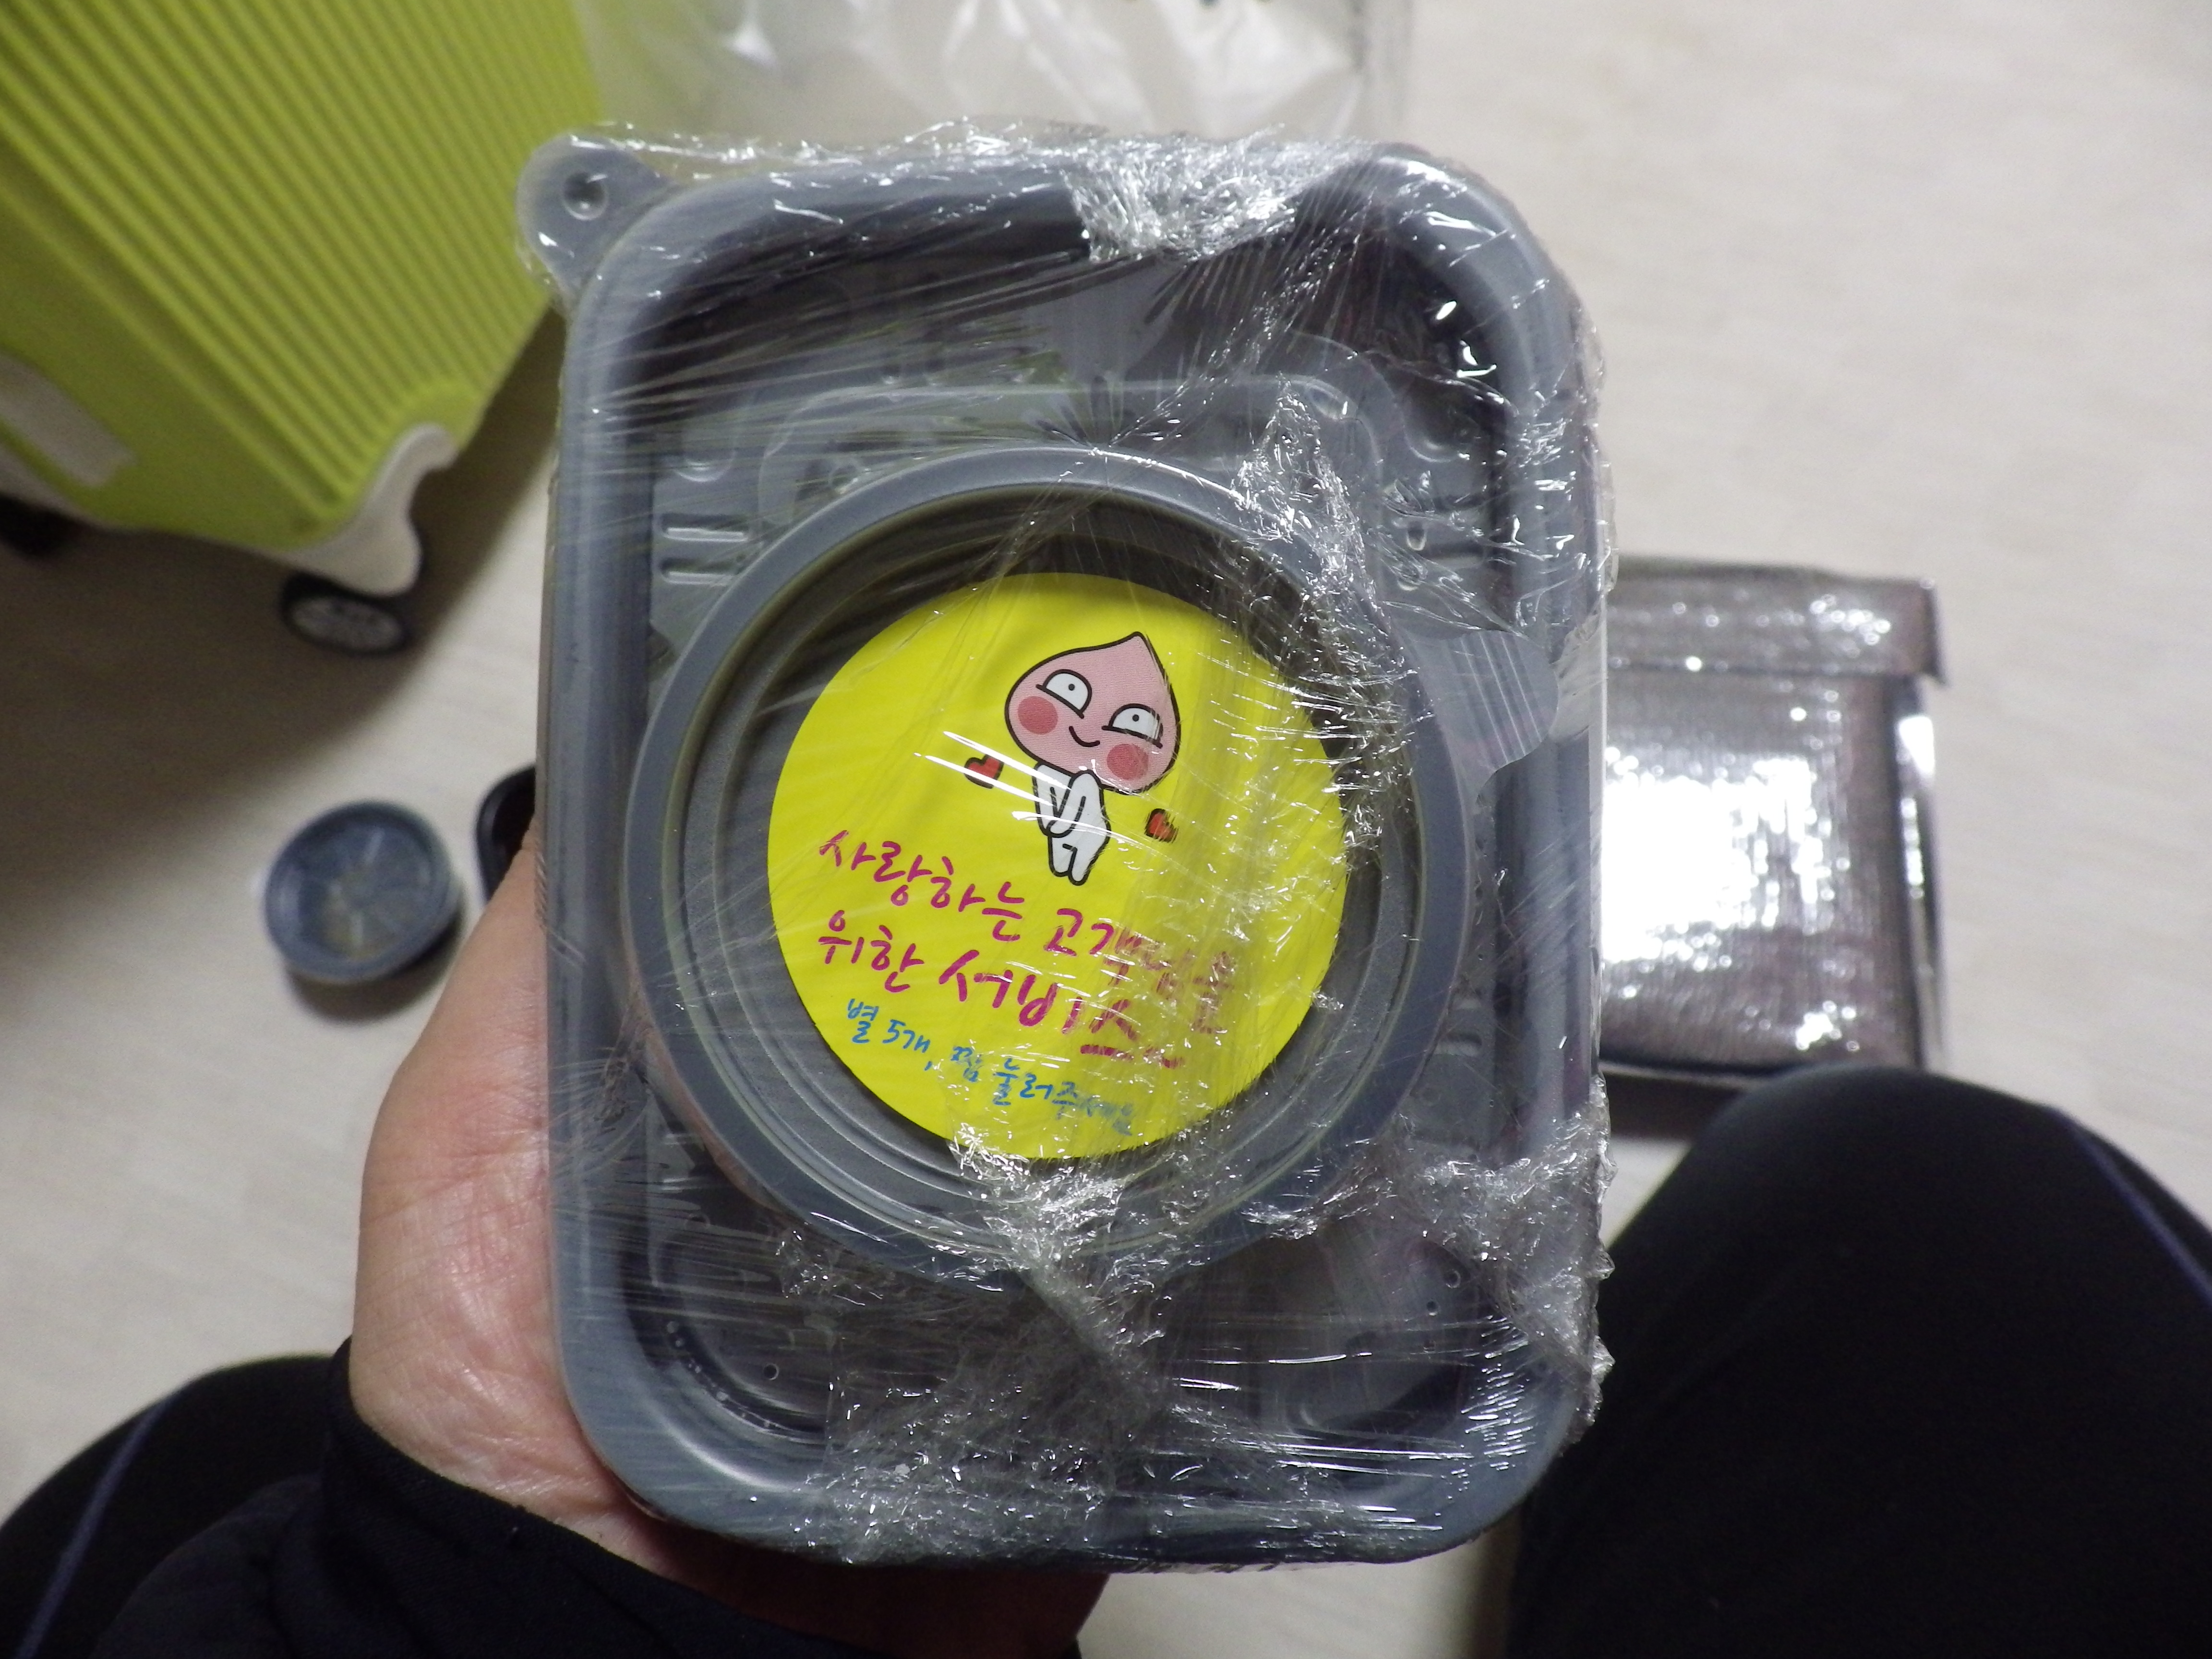 사랑하는 고객님을
위한 서비스
별 5개, 찜 눌러주세요